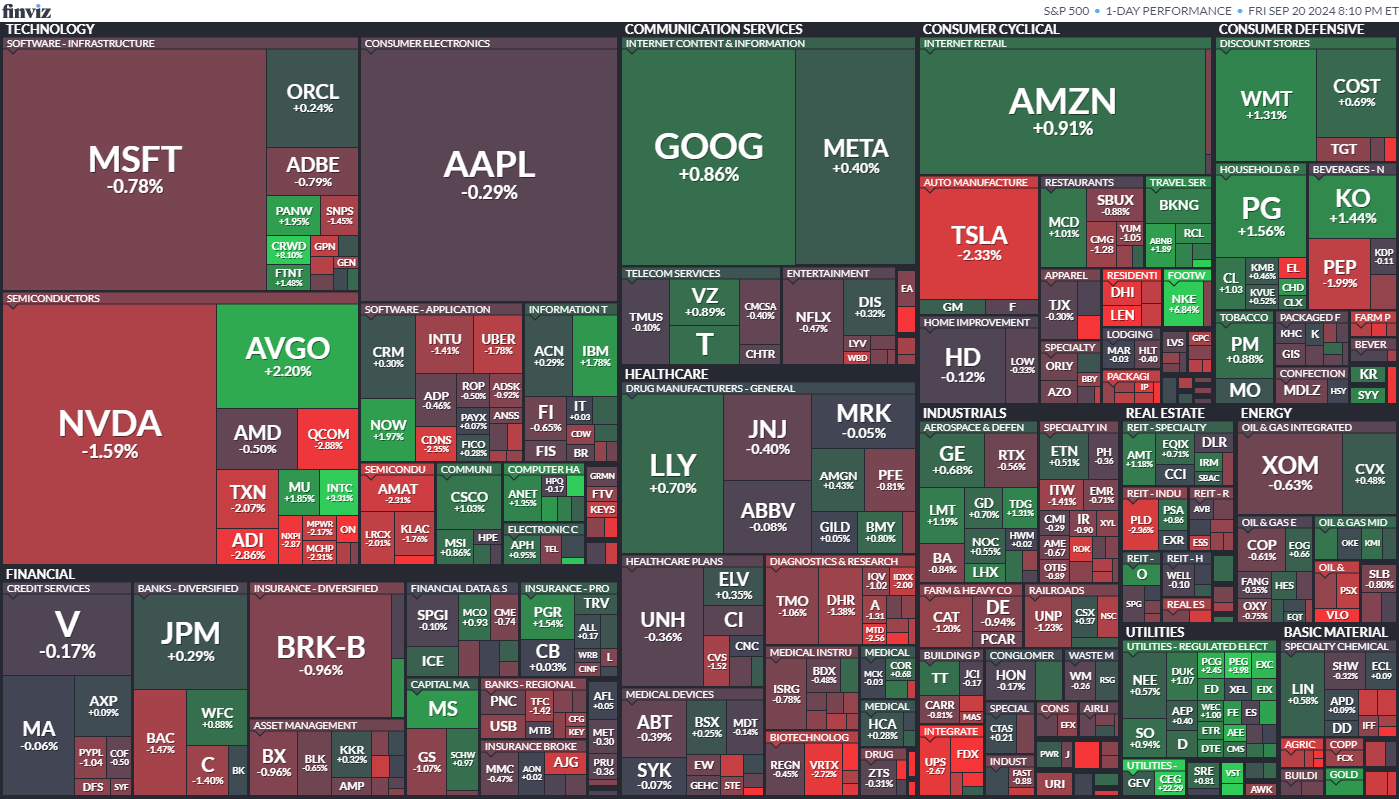 finviz
S&P 500 • 1-DAY PERFORMANCE • FRI SEP 20 2024 8:10 PM ET
TECHNOLOGY
SOFTWARE - INFRASTRUCTURE
MSFT
-0.78%
ORCL
+0.24%
ADBE
-0.79%
PANW
+1.95%
SNPS
-1.45%
CRWD
+8.10%
GPN
FTNT
+1.48%
GEN
CONSUMER ELECTRONICS
AAPL
-0.29%
SEMICONDUCTORS
NVDA
-1.59%
AVGO
+2.20%
AMD
-0.50%
QCOM
-2.88%
TXN
-2.07%
MU
+1.85%
INTC
+3.31%
ADI
-2.86%
NXPI
-2.87
MPWR
-2.17%
ON
MCHP
-2.21%
SOFTWARE - APPLICATION
CRM
+0.30%
INTU
-1.41%
UBER
-1.78%
NOW
+1.97%
ADP
-0.46%
ROP
-0.50%
ADSK
-0.92%
PAYX
+0.07%
ANSS
CDNS
-2.35%
FICO
+0.28%
INFORMATION T
ACN
+0.29%
IBM
+1.78%
FI
-0.65%
IT
+0.03
CDW
FIS
BR
SEMICONDU
AMAT
-2.31%
LRCX
-2.01%
KLAC
-1.76%
COMMUNI
CSCO
+1.03%
MSI
+0.86%
HPE
COMPUTER HA
ANET
+1.35%
HPQ
-0.17
ELECTRONIC C
APH
+0.95%
TEL
GRMN
FTV
KEYS
COMMUNICATION SERVICES
INTERNET CONTENT & INFORMATION
GOOG
+0.86%
META
+0.40%
TELECOM SERVICES
TMUS
-0.10%
VZ
+0.89%
T
CMCSA
-0.40%
CHTR
ENTERTAINMENT
NFLX
-0.47%
DIS
+0.32%
LYV
WBD
EA
CONSUMER CYCLICAL
INTERNET RETAIL
AMZN
+0.91%
AUTO MANUFACTURE
TSLA
-2.33%
GM
F
RESTAURANTS
MCD
+1.01%
SBUX
-0.88%
CMG
-1.28
YUM
-1.05
TRAVEL SER
BKNG
ABNB
+1.89
RCL
HOME IMPROVEMENT
HD
-0.12%
LOW
-0.33%
APPAREL
TJX
-0.30%
RESIDENTI
DHI
LEN
FOOTW
NKE
+6.84%
SPECIALTY
ORLY
AZO
BBY
LODGING
MAR
-0.03
HLT
-0.40
PACKAGI
IP
LVS
GPC
CONSUMER DEFENSIVE
DISCOUNT STORES
WMT
+1.31%
COST
+0.69%
TGT
HOUSEHOLD & P
PG
+1.56%
CL
+1.03
KMB
+0.46%
EL
KVUE
+0.52%
CHD
CLX
BEVERAGES - N
KO
+1.44%
PEP
-1.99%
KDP
-0.11
TOBACCO
PM
+0.88%
MO
PACKAGED F
KHC
K
GIS
CONFECTION
MDLZ
HSY
FARM P
BEVER
KR
SYY
FINANCIAL
CREDIT SERVICES
V
-0.17%
MA
-0.06%
AXP
+0.09%
PYPL
-1.04
COF
-0.50
DFS
SYF
BANKS - DIVERSIFIED
JPM
+0.29%
BAC
-1.47%
WFC
+0.88%
C
-1.40%
BK
INSURANCE - DIVERSIFIED
BRK-B
-0.96%
ASSET MANAGEMENT
BX
-0.96%
BLK
-0.65%
KKR
+0.32%
AMP
FINANCIAL DATA & S
SPGI
-0.10%
MCO
+0.93
CME
-0.74
ICE
INSURANCE - PRO
PGR
+1.54%
TRV
ALL
+0.17
CB
+0.03%
WRB
L
CINF
CAPITAL MA
MS
GS
-1.07%
SCHW
+0.97
BANKS - REGIONAL
PNC
TFC
-1.42
USB
MTB
CFG
KEY
INSURANCE BROKE
MMC
-0.47%
AON
+0.02
AJG
AFL
+0.05
MET
-0.30
PRU
-0.36
HEALTHCARE
DRUG MANUFACTURERS - GENERAL
LLY
+0.70%
JNJ
-0.40%
MRK
-0.05%
ABBV
-0.08%
AMGN
+0.43%
PFE
-0.81%
GILD
+0.05%
BMY
+0.80%
HEALTHCARE PLANS
UNH
-0.36%
ELV
+0.35%
CI
CVS
-1.52
CNC
DIAGNOSTICS & RESEARCH
TMO
-1.06%
DHR
-1.38%
IQV
-1.02
IDXX
-2.00
A
-1.31
MTD
-2.56
MEDICAL DEVICES
ABT
-0.39%
BSX
+0.25%
MDT
-0.14%
SYK
-0.07%
EW
GEHC
STE
MEDICAL INSTRU
ISRG
-0.78%
BDX
-0.48%
MEDICAL
MCK
-0.03
COR
+0.68
MEDICAL
HCA
+0.28%
BIOTECHNOLOG
REGN
-0.45%
VRTX
-2.72%
DRUG
ZTS
-0.31%
INDUSTRIALS
AEROSPACE & DEFEN
GE
+0.68%
RTX
-0.56%
LMT
+1.19%
GD
+0.70%
TDG
+1.31%
NOC
+0.55%
HWM
+0.02
BA
-0.84%
LHX
SPECIALTY IN
ETN
+0.51%
PH
-0.36
ITW
-1.41%
EMR
-0.71%
CMI
-0.29
IR
-0.90
XYL
AME
-0.67
ROK
OTIS
-0.89
FARM & HEAVY CO
CAT
-1.20%
DE
-0.94%
PCAR
RAILROADS
UNP
-1.23%
CSX
+0.37
NSC
BUILDING P
TT
JCI
-0.17
CARR
-0.81%
MAS
CONGLOMER
HON
-0.17%
WASTE M
WM
-0.26
RSG
INTEGRATE
UPS
-2.67
FDX
SPECIAL
CTAS
+0.21
CONS
EFX
AIRLI
INDUST
FAST
-0.88
PWR
J
URI
REAL ESTATE
REIT - SPECIALTY
AMT
+1.18%
EQIX
+0.71%
DLR
CCI
IRM
SBAC
REIT - INDU
PLD
-2.36%
PSA
+0.86
EXR
REIT - R
AVB
ESS
REIT -
O
SPG
REIT - H
WELL
REAL ES
ENERGY
OIL & GAS INTEGRATED
XOM
-0.63%
CVX
+0.48%
OIL & GAS E
COP
-0.61%
EOG
+0.66
FANG
-0.35%
HES
OXY
-0.75%
EQT
OIL & GAS MID
OKE
KMI
OIL &
-0.10
PSX
VLO
SLB
-0.80%
UTILITIES
UTILITIES - REGULATED ELECT
NEE
+0.57%
DUK
+1.07
PCG
+2.45
PEG
+3.98
EXC
SO
+0.94%
AEP
+0.40
ED
XEL
EIX
WEC
+1.00
FE
ES
D
ETR
AEE
DTE
CMS
UTILITIES -
GEV
CEG
+22.29
SRE
+0.81
VST
AWK
BASIC MATERIAL
SPECIALTY CHEMICAL
LIN
+0.58%
SHW
-0.32%
ECL
+0.09
APD
+0.09%
DD
IFF
AGRIC
COPP
FCX
BUILDI
GOLD